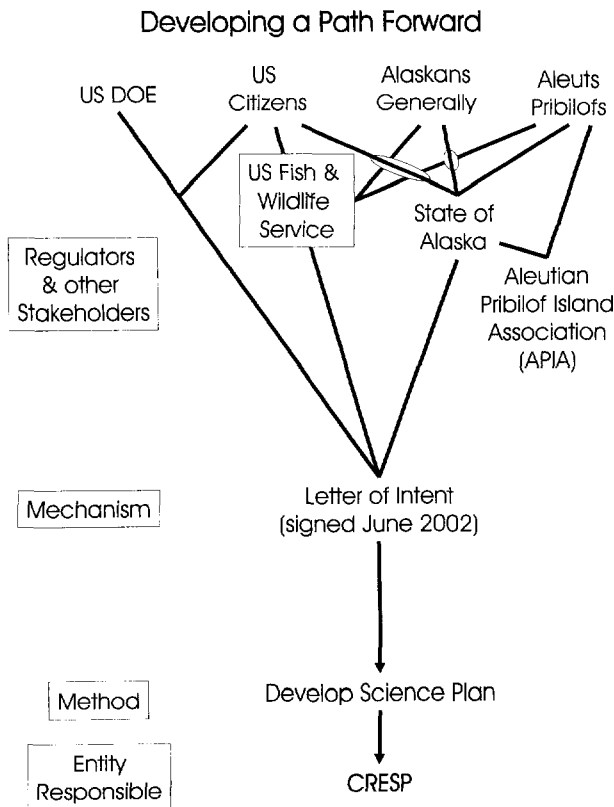 Developing a Path Forward
US DOE
US
Citizens
Alaskans
Generally
Aleuts
Pribilofs
US Fish &
Wildlife
Service
State of
Alaska
Regulators
& other
Stakeholders
Aleutian
Pribilof Island
Association
(APIA)
Mechanism
Letter of Intent
(signed June 2002)
Method
Develop Science Plan
Entity
Responsible
CRESP